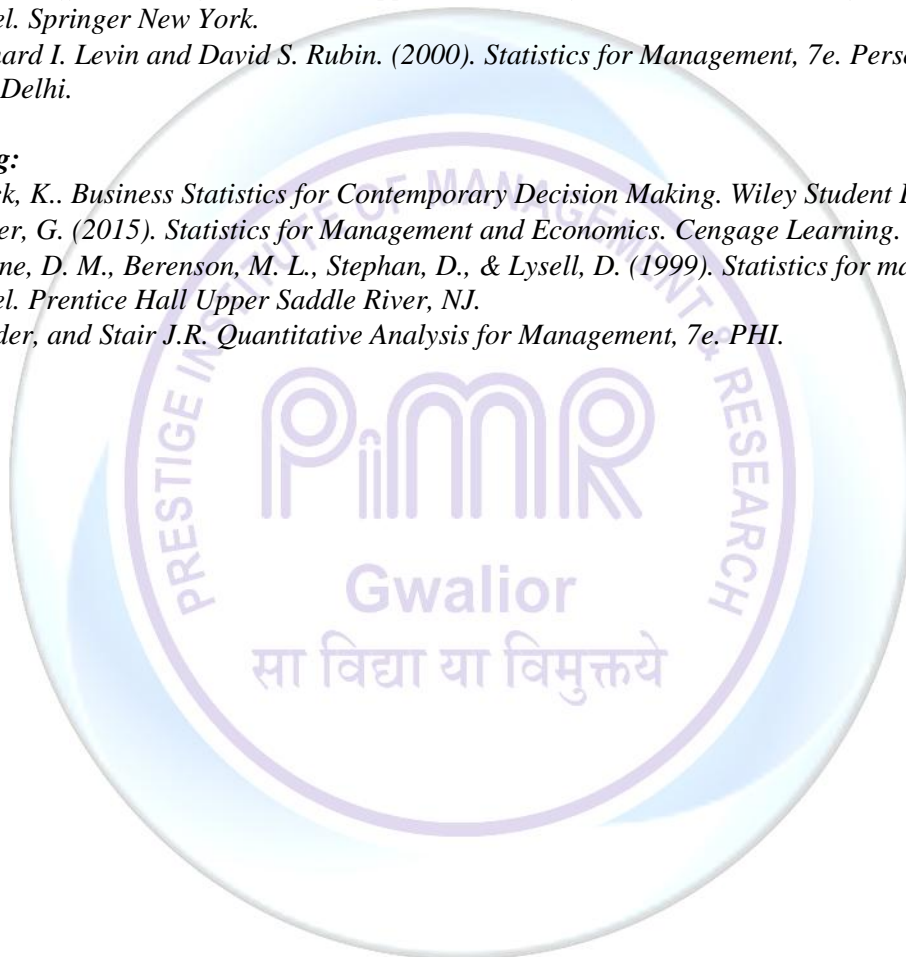 el. Springer New York.
ard I. Levin and David S. Rubin. (2000). Statistics for Management, 7e. Perso
Delhi.
g:
ck, K.. Business Statistics for Contemporary Decision Making. Wiley Student E
er, G. (2015). Statistics for Management and Economics. Cengage Learning.
ne, D. M., Berenson, M. L., Stephan, D., & Lysell, D. (1999). Statistics for ma
el. Prentice Hall Upper Saddle River, NJ.
der, and Stair J.R. Quantitative Analysis for Management, 7e. PHI.
PRESTIGE INSTITUTE OF MANAGEMENT & RESEARCH
PiMR
Gwalior
सा विद्या या विमुक्तये